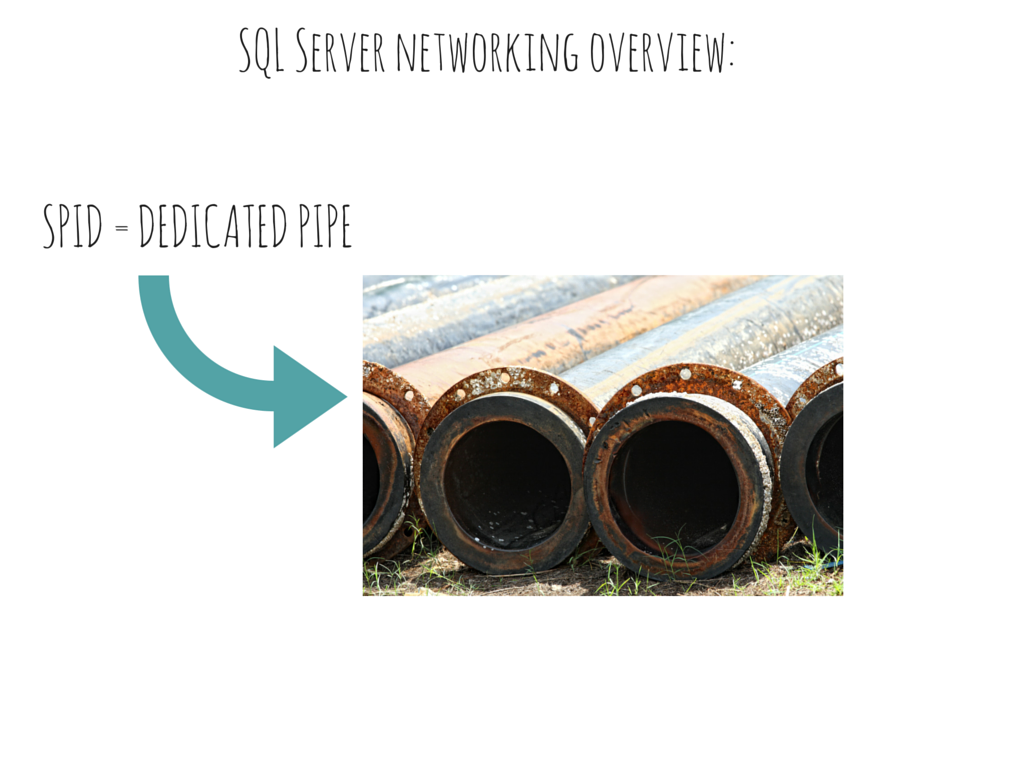 SQL Server networking overview:
SPID = DEDICATED PIPE